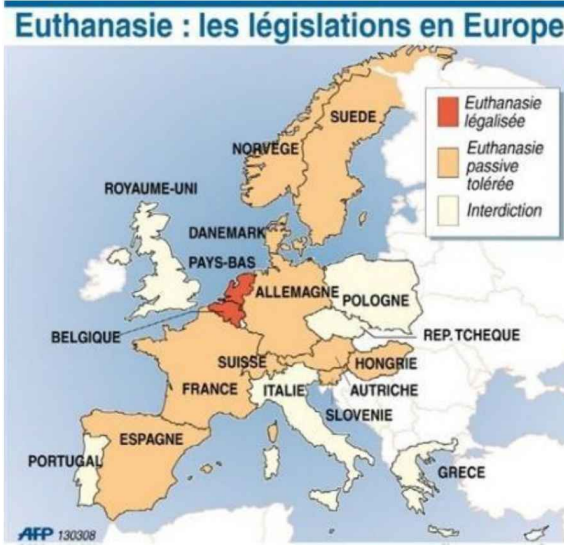 Euthanasie : les législations en Europe
Euthanasie
légalisée
Euthanasie
passive
tolérée
Interdiction
SUEDE
NORVEGE
ROYAUME-UNI
DANEMARK
PAYS-BAS
ALLEMAGNE
POLOGNE
BELGIQUE
REP. TCHEQUE
SUISSE
HONGRIE
FRANCE
ITALIE
AUTRICHE
SLOVENIE
ESPAGNE
PORTUGAL
GRECE
AFP 130308